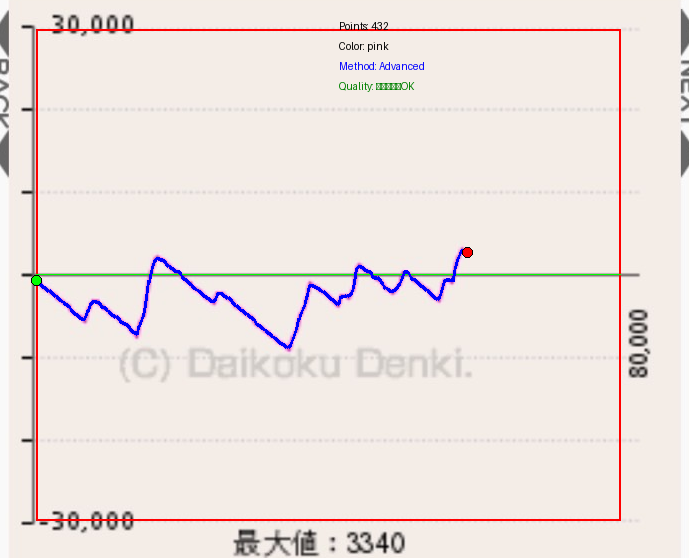 30,000
Points: 432
Color: pink
Method: Advanced
Quality: OK
BACK
NEXT
80,000
(C) Daikoku Denki.
-30,000
最大値：3340